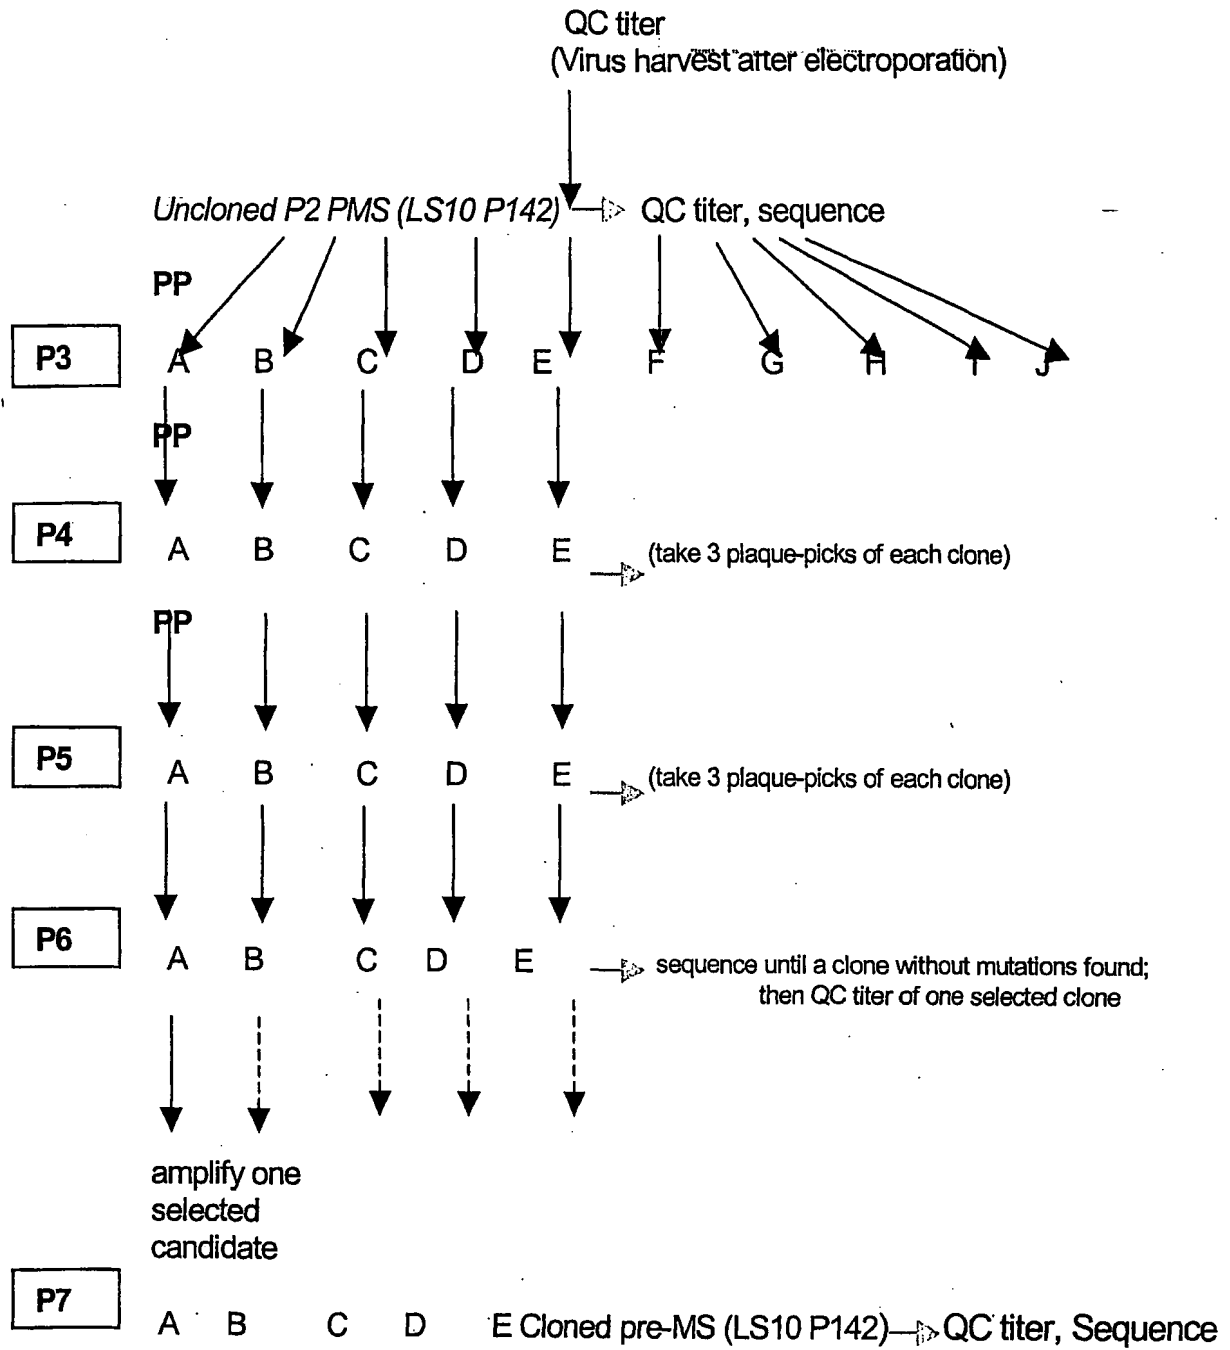 QC titer
(Virus harvest after electroporation)
Uncloned P2 PMS (LS10 P142) QC titer, sequence
PP
P3 A B C D E F G H I J
PP
P4 A B C D E (take 3 plaque-picks of each clone)
PP
P5 A B C D E (take 3 plaque-picks of each clone)
P6 A B C D E sequence until a clone without mutations found;
then QC titer of one selected clone
amplify one
selected
candidate
P7 A B C D E Cloned pre-MS (LS10 P142) QC titer, Sequence